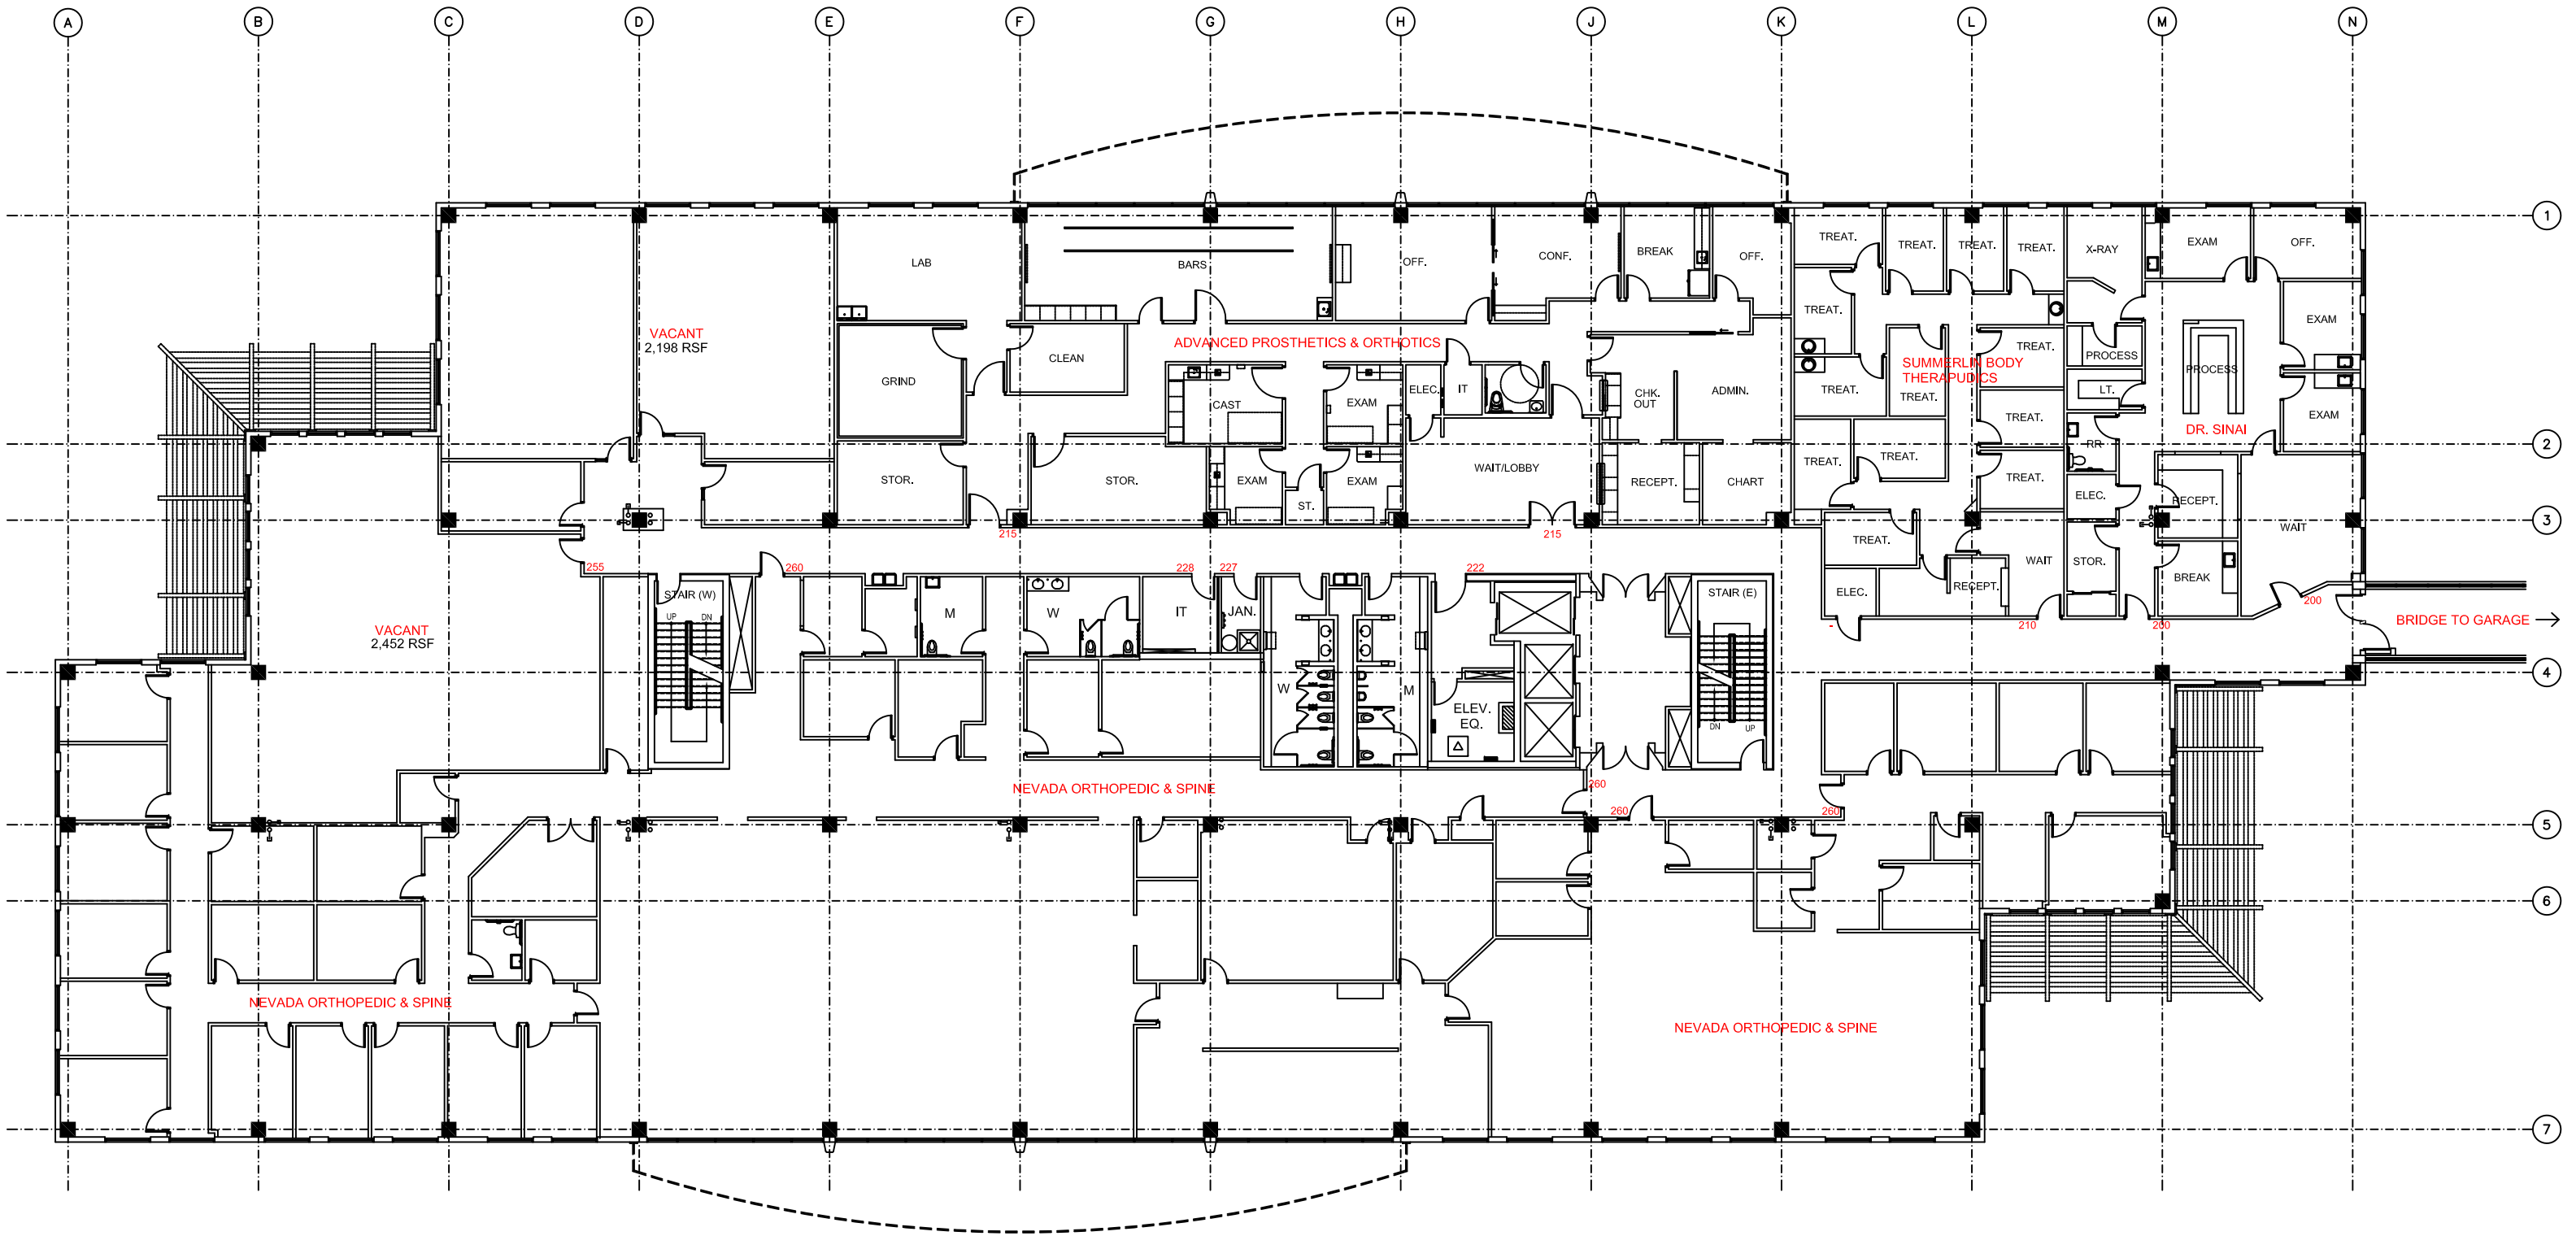 A B C D E F G H J K L M N
1
TREAT. TREAT. TREAT. TREAT. X-RAY EXAM OFF.
LAB BARS OFF. CONF. BREAK OFF.
TREAT. EXAM
VACANT
2,198 RSF
ADVANCED PROSTHETICS & ORTHOTICS
CLEAN
GRIND
SUMMERLIN BODY
THERAPUDICS
TREAT. PROCESS PROCESS
ELEC. IT
CHK.
OUT
ADMIN.
TREAT. TREAT. LT.
CAST EXAM
TREAT. EXAM
DR. SINAI
2
RR
TREAT. TREAT. TREAT.
WAIT/LOBBY
STOR. STOR. EXAM EXAM RECEPT. CHART
ST.
ELEC. RECEPT.
3
WAIT
215 215
TREAT. WAIT STOR. BREAK
255 260 228 227 222
STAIR (W)
UP DN
M W IT JAN.
STAIR (E)
ELEC. RECEPT.
200
- 210 200
BRIDGE TO GARAGE
VACANT
2,452 RSF
4
W M
ELEV.
EQ.
DN UP
NEVADA ORTHOPEDIC & SPINE
260
260 260
5
6
NEVADA ORTHOPEDIC & SPINE
NEVADA ORTHOPEDIC & SPINE
7